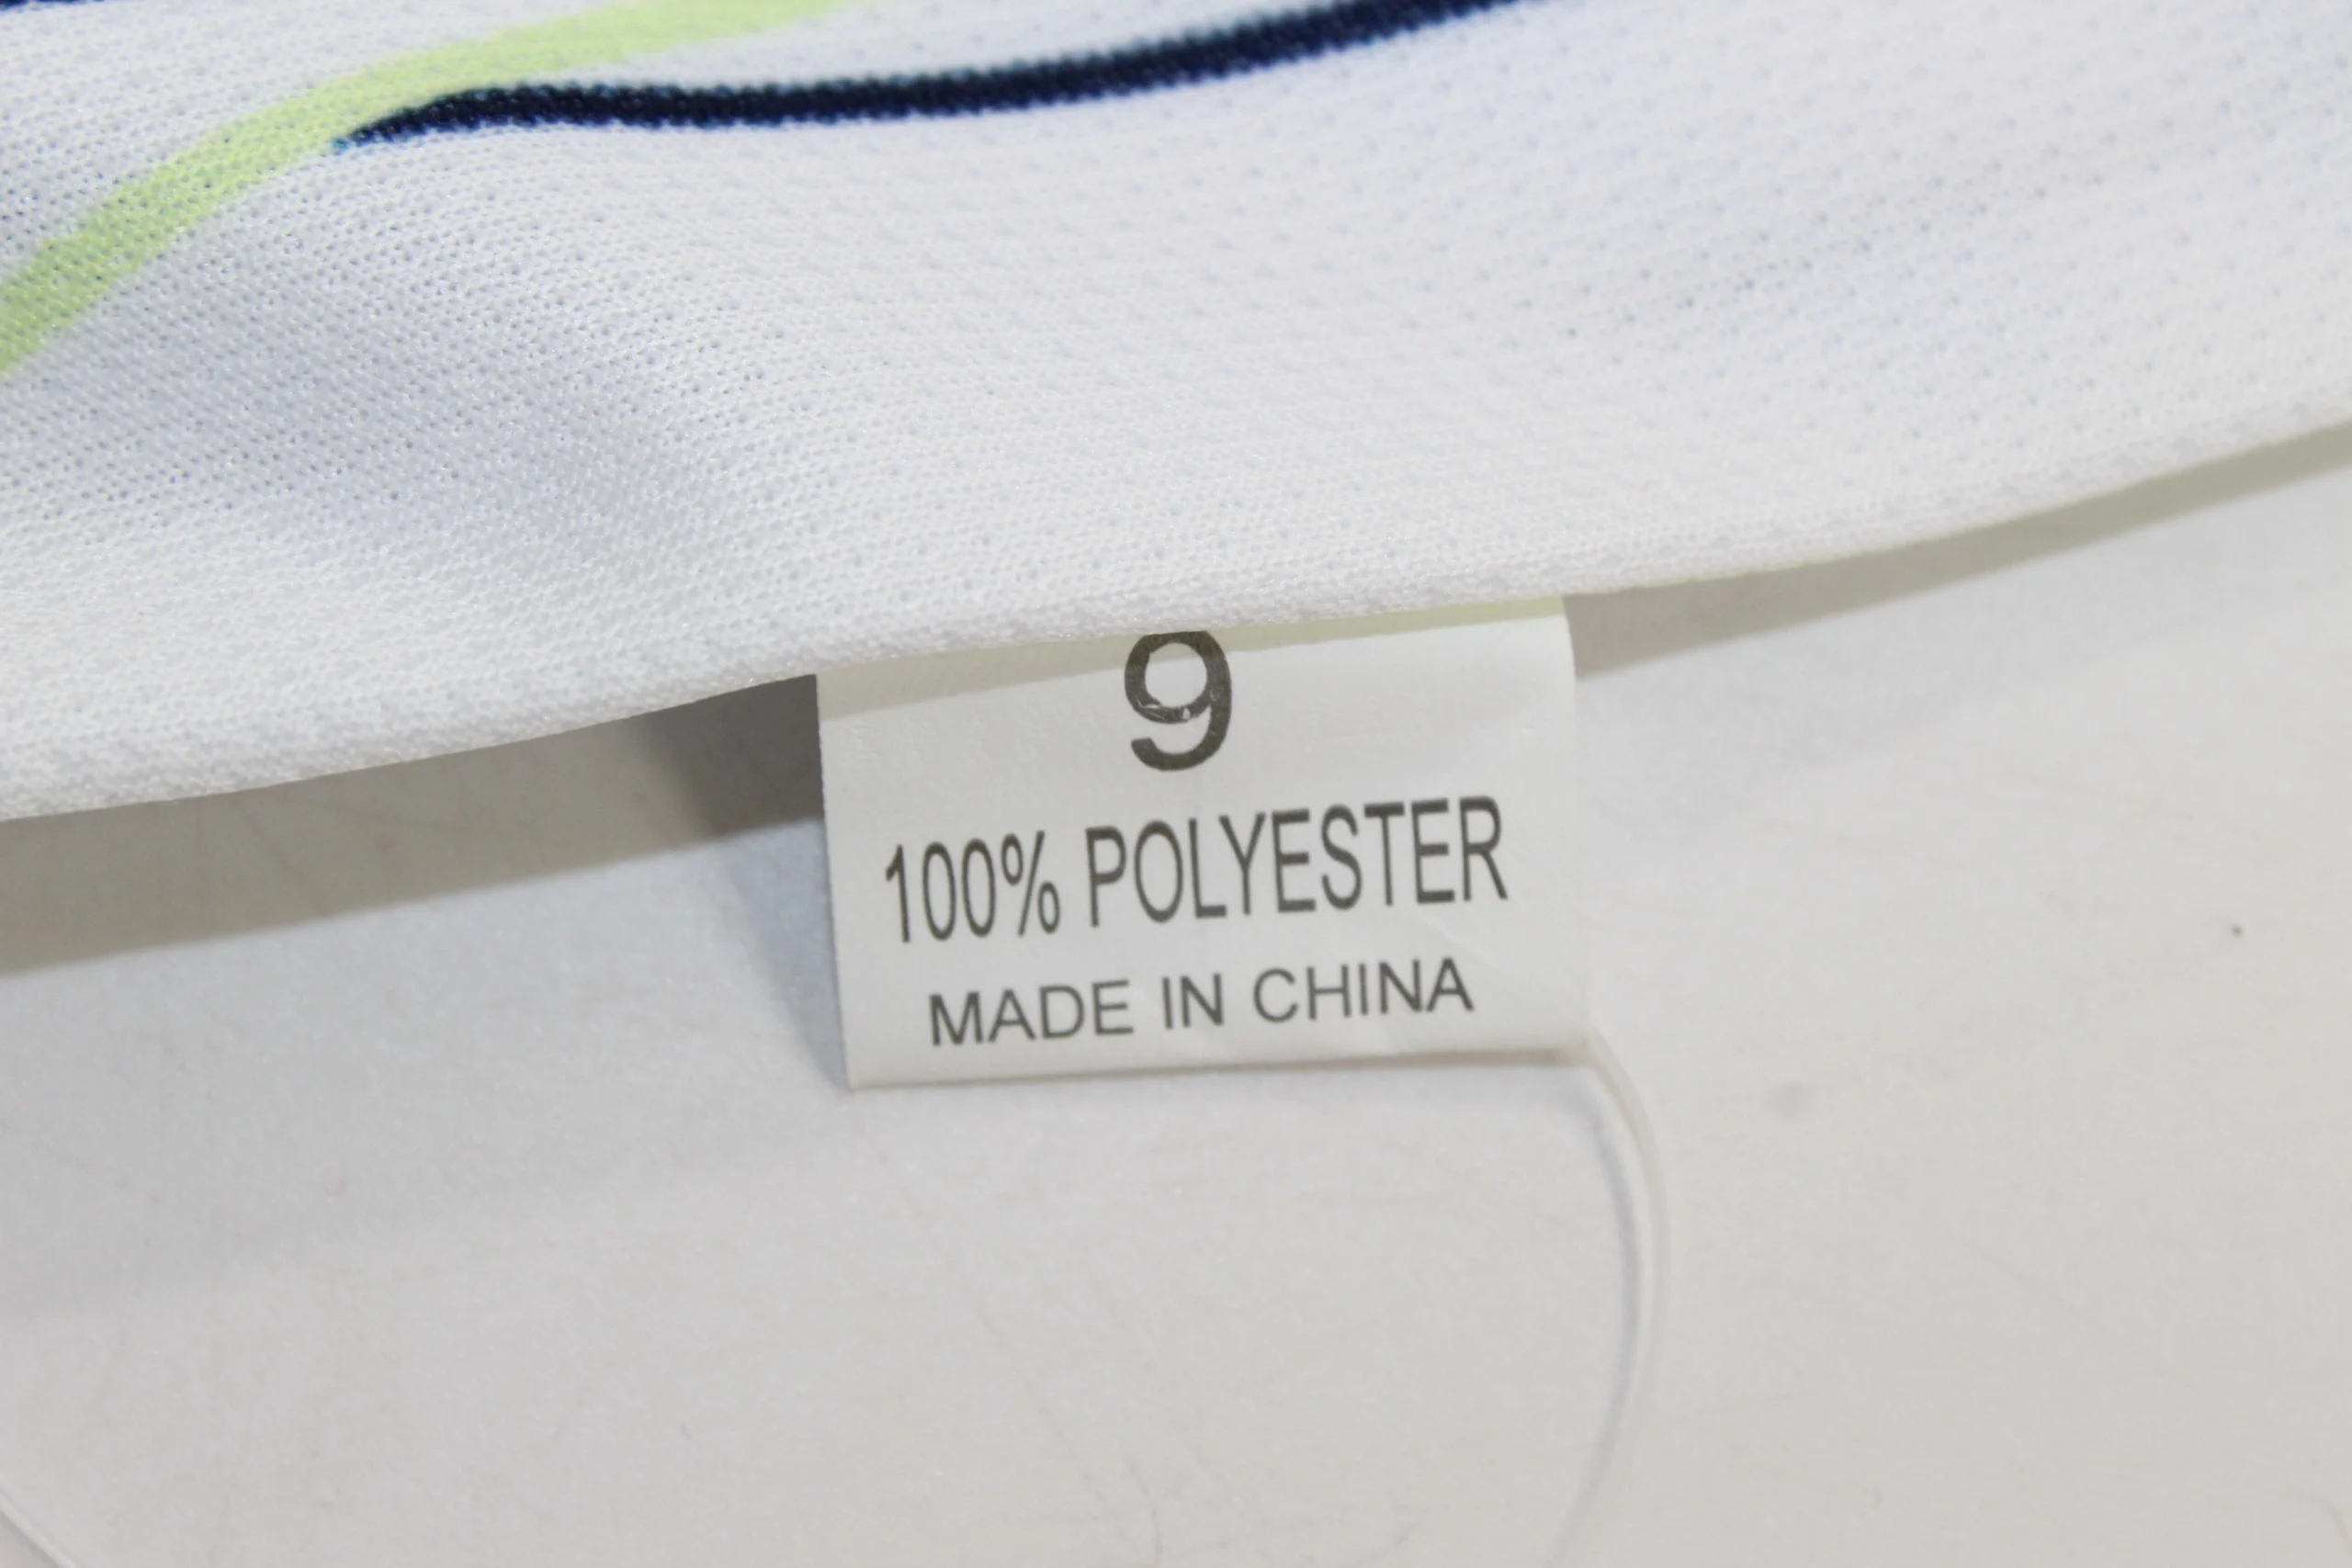 9
100% POLYESTER
MADE IN CHINA